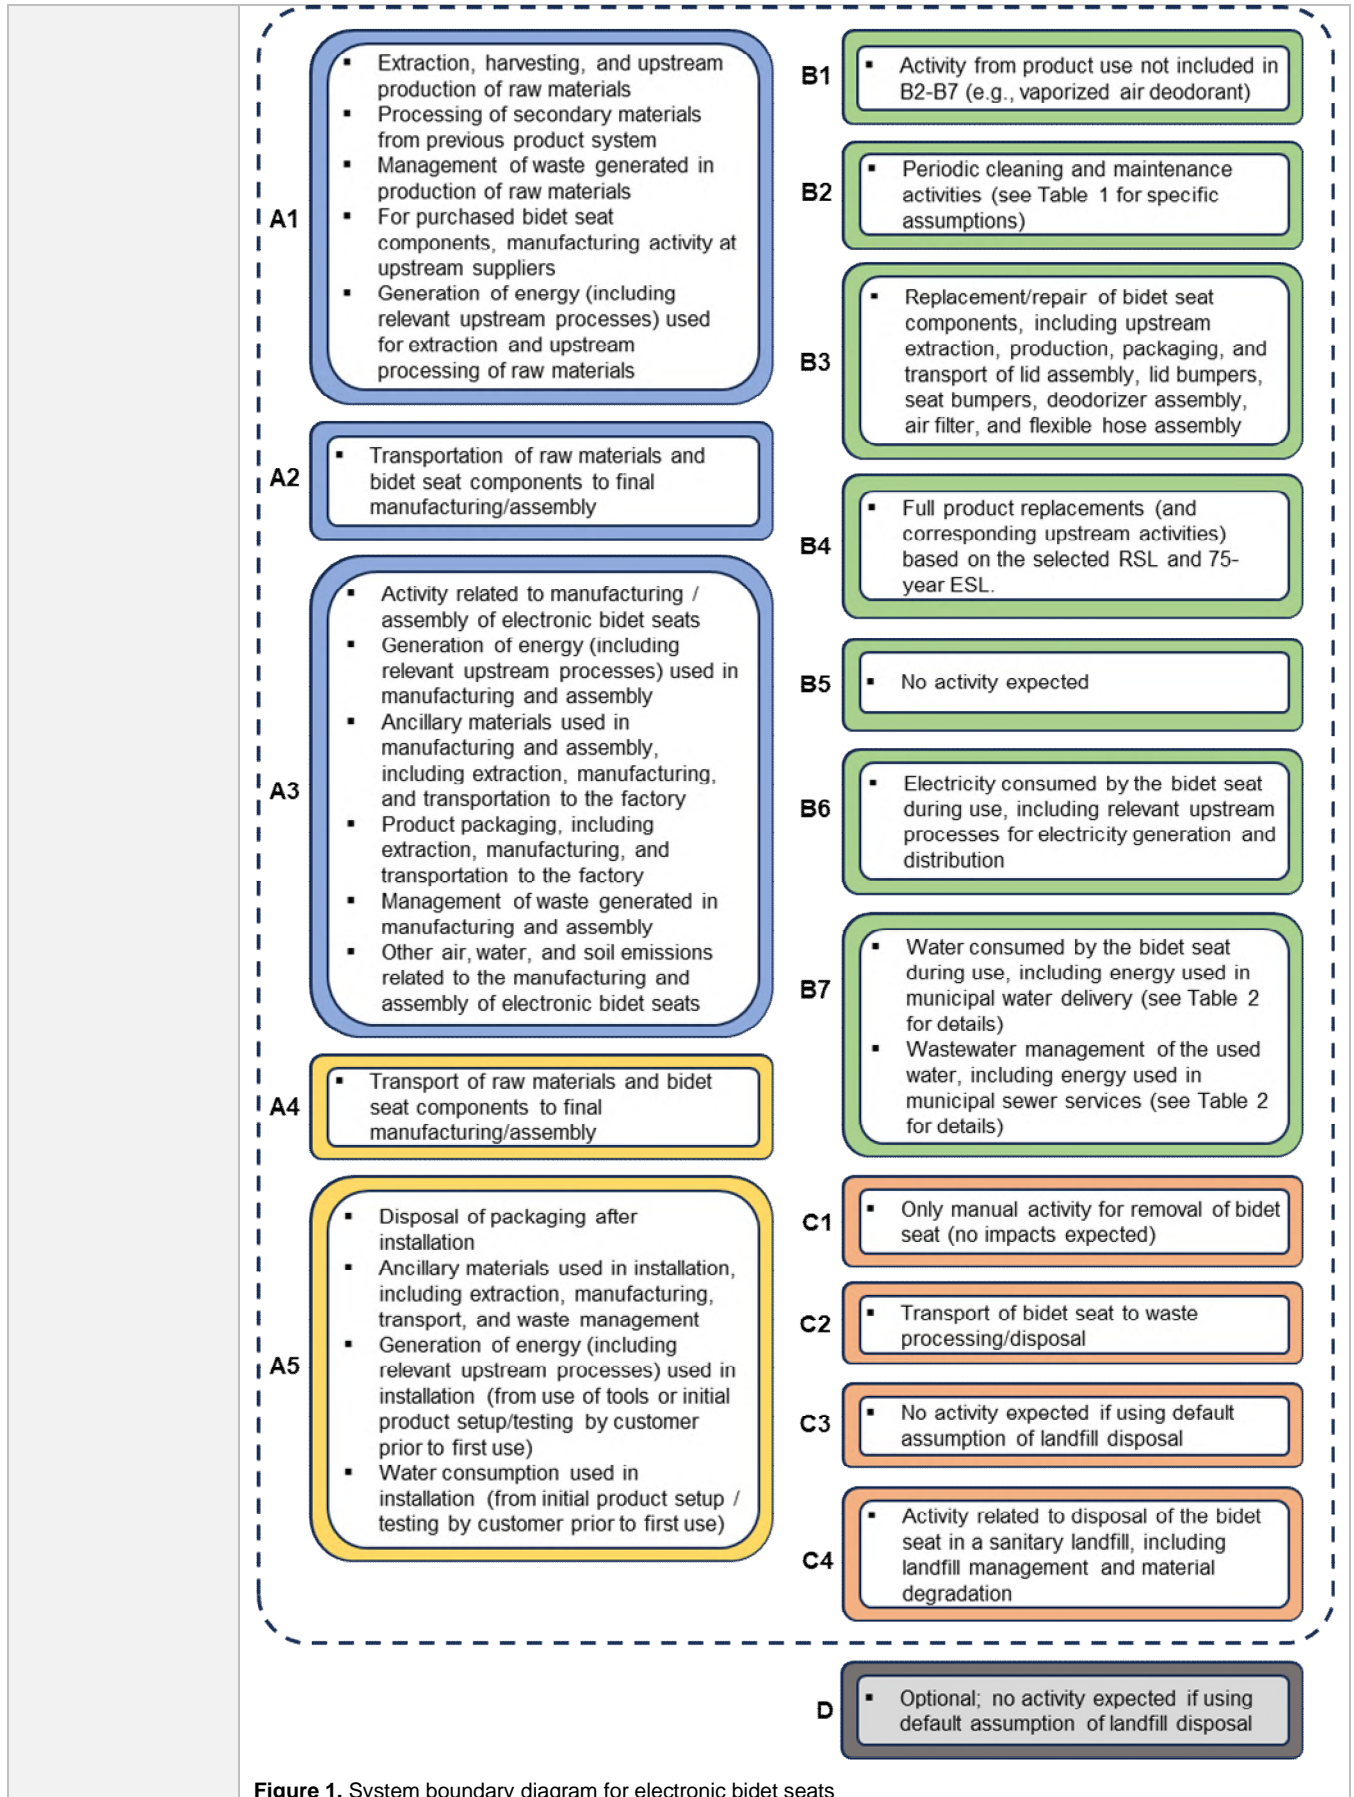 A1
▪ Extraction, harvesting, and upstream
production of raw materials
▪ Processing of secondary materials
from previous product system
▪ Management of waste generated in
production of raw materials
▪ For purchased bidet seat
components, manufacturing activity at
upstream suppliers
▪ Generation of energy (including
relevant upstream processes) used
for extraction and upstream
processing of raw materials
A2
▪ Transportation of raw materials and
bidet seat components to final
manufacturing/assembly
A3
▪ Activity related to manufacturing /
assembly of electronic bidet seats
▪ Generation of energy (including
relevant upstream processes) used in
manufacturing and assembly
▪ Ancillary materials used in
manufacturing and assembly,
including extraction, manufacturing,
and transportation to the factory
▪ Product packaging, including
extraction, manufacturing, and
transportation to the factory
▪ Management of waste generated in
manufacturing and assembly
▪ Other air, water, and soil emissions
related to the manufacturing and
assembly of electronic bidet seats
A4
▪ Transport of raw materials and bidet
seat components to final
manufacturing/assembly
A5
▪ Disposal of packaging after
installation
▪ Ancillary materials used in installation,
including extraction, manufacturing,
transport, and waste management
▪ Generation of energy (including
relevant upstream processes) used in
installation (from use of tools or initial
product setup/testing by customer
prior to first use)
▪ Water consumption used in
installation (from initial product setup /
testing by customer prior to first use)
B1
▪ Activity from product use not included in
B2-B7 (e.g., vaporized air deodorant)
B2
▪ Periodic cleaning and maintenance
activities (see Table 1 for specific
assumptions)
B3
▪ Replacement/repair of bidet seat
components, including upstream
extraction, production, packaging, and
transport of lid assembly, lid bumpers,
seat bumpers, deodorizer assembly,
air filter, and flexible hose assembly
B4
▪ Full product replacements (and
corresponding upstream activities)
based on the selected RSL and 75-
year ESL.
B5
▪ No activity expected
B6
▪ Electricity consumed by the bidet seat
during use, including relevant upstream
processes for electricity generation and
distribution
B7
▪ Water consumed by the bidet seat
during use, including energy used in
municipal water delivery (see Table 2
for details)
▪ Wastewater management of the used
water, including energy used in
municipal sewer services (see Table 2
for details)
C1
▪ Only manual activity for removal of bidet
seat (no impacts expected)
C2
▪ Transport of bidet seat to waste
processing/disposal
C3
▪ No activity expected if using default
assumption of landfill disposal
C4
▪ Activity related to disposal of the bidet
seat in a sanitary landfill, including
landfill management and material
degradation
D
▪ Optional; no activity expected if using
default assumption of landfill disposal
Figure 1. System boundary diagram for electronic bidet seats